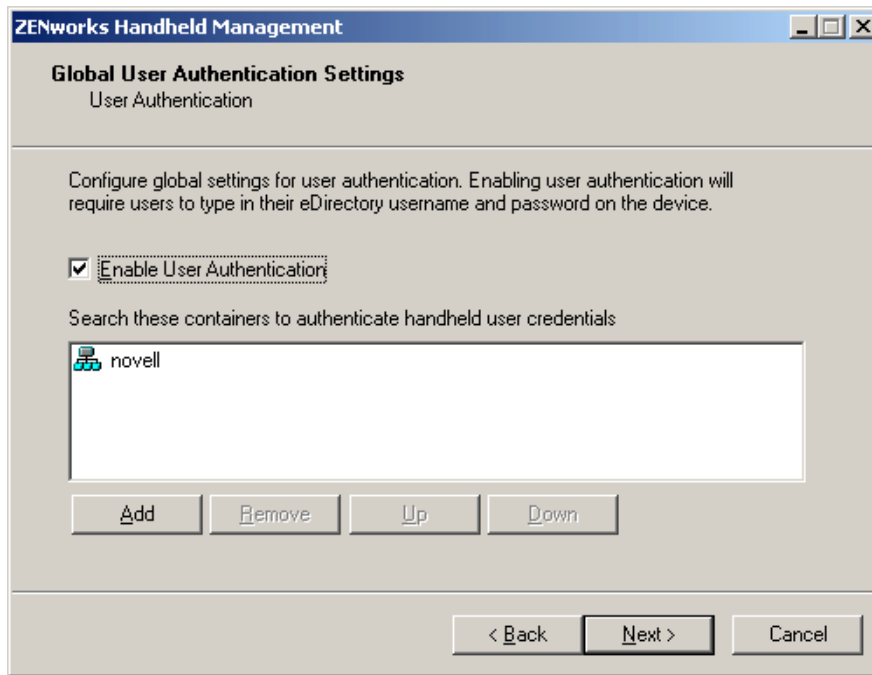 ZENworks Handheld Management
Global User Authentication Settings
User Authentication
Configure global settings for user authentication. Enabling user authentication will
require users to type in their eDirectory username and password on the device.
Enable User Authentication
Search these containers to authenticate handheld user credentials
novell
Add Remove Up Down
< Back Next > Cancel